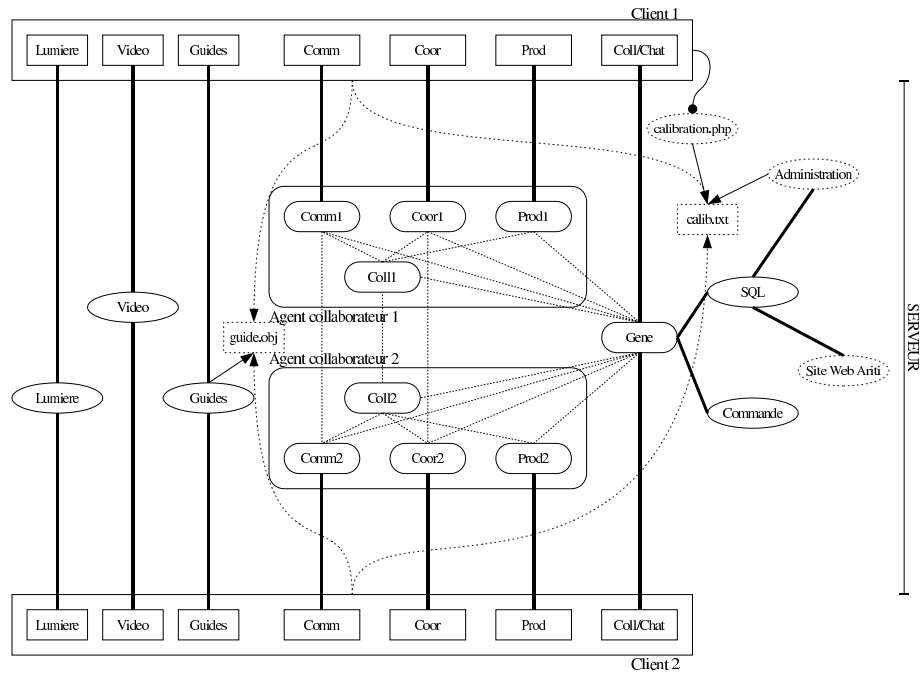 Client 1
Lumiere
Video
Guides
Comm
Coor
Prod
Coll/Chat
calibration.php
Administration
Comm1
Coor1
Prod1
calib.txt
Coll1
SQL
Video
Agent collaborateur 1
guide.obj
Gene
SERVEUR
Agent collaborateur 2
Site Web Ariti
Lumiere
Guides
Coll2
Commande
Comm2
Coor2
Prod2
Lumiere
Video
Guides
Comm
Coor
Prod
Coll/Chat
Client 2